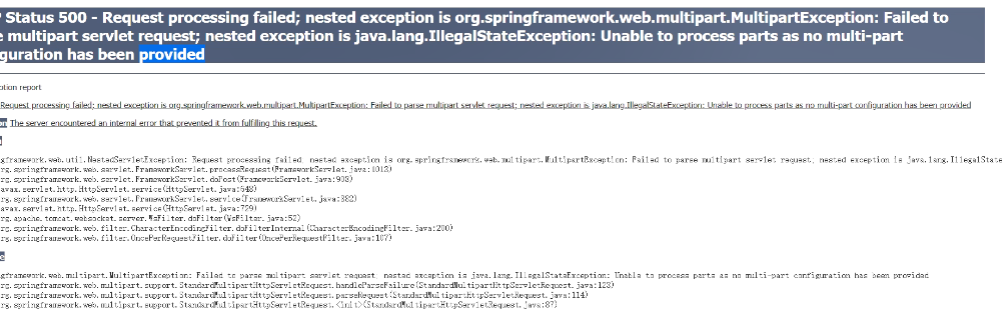 Status 500 - Request processing failed; nested exception is org.springframework.web.multipart.MultipartException: Failed to
multipart servlet request; nested exception is java.lang.IllegalStateException: Unable to process parts as no multi-part
guration has been provided
tion report
Request processing failed; nested exception is org.springframework.web.multipart.MultipartException: Failed to parse multipart servlet request; nested exception is java.lang.IllegalStateException: Unable to process parts as no multi-part configuration has been provided
on The server encountered an internal error that prevented it from fulfilling this request.
gframework.web.util.NestedServletException: Request processing failed; nested exception is org.springframework.web.multipart.MultipartException: Failed to parse multipart servlet request; nested exception is java.lang.IllegalState
rg.springframework.web.servlet.FrameworkServlet.processRequest(FrameworkServlet.java:1013)
rg.springframework.web.servlet.FrameworkServlet.doPost(FrameworkServlet.java:908)
avax.servlet.http.HttpServlet.service(HttpServlet.java:648)
rg.springframework.web.servlet.FrameworkServlet.service(FrameworkServlet.java:882)
avax.servlet.http.HttpServlet.service(HttpServlet.java:729)
rg.apache.tomcat.websocket.server.WsFilter.doFilter(WsFilter.java:52)
rg.springframework.web.filter.CharacterEncodingFilter.doFilterInternal(CharacterEncodingFilter.java:200)
rg.springframework.web.filter.OncePerRequestFilter.doFilter(OncePerRequestFilter.java:107)
gframework.web.multipart.MultipartException: Failed to parse multipart servlet request; nested exception is java.lang.IllegalStateException: Unable to process parts as no multi-part configuration has been provided
rg.springframework.web.multipart.support.StandardMultipartHttpServletRequest.handleParseFailure(StandardMultipartHttpServletRequest.java:123)
rg.springframework.web.multipart.support.StandardMultipartHttpServletRequest.parseRequest(StandardMultipartHttpServletRequest.java:114)
rg.springframework.web.multipart.support.StandardMultipartHttpServletRequest.<init>(StandardMultipartHttpServletRequest.java:87)